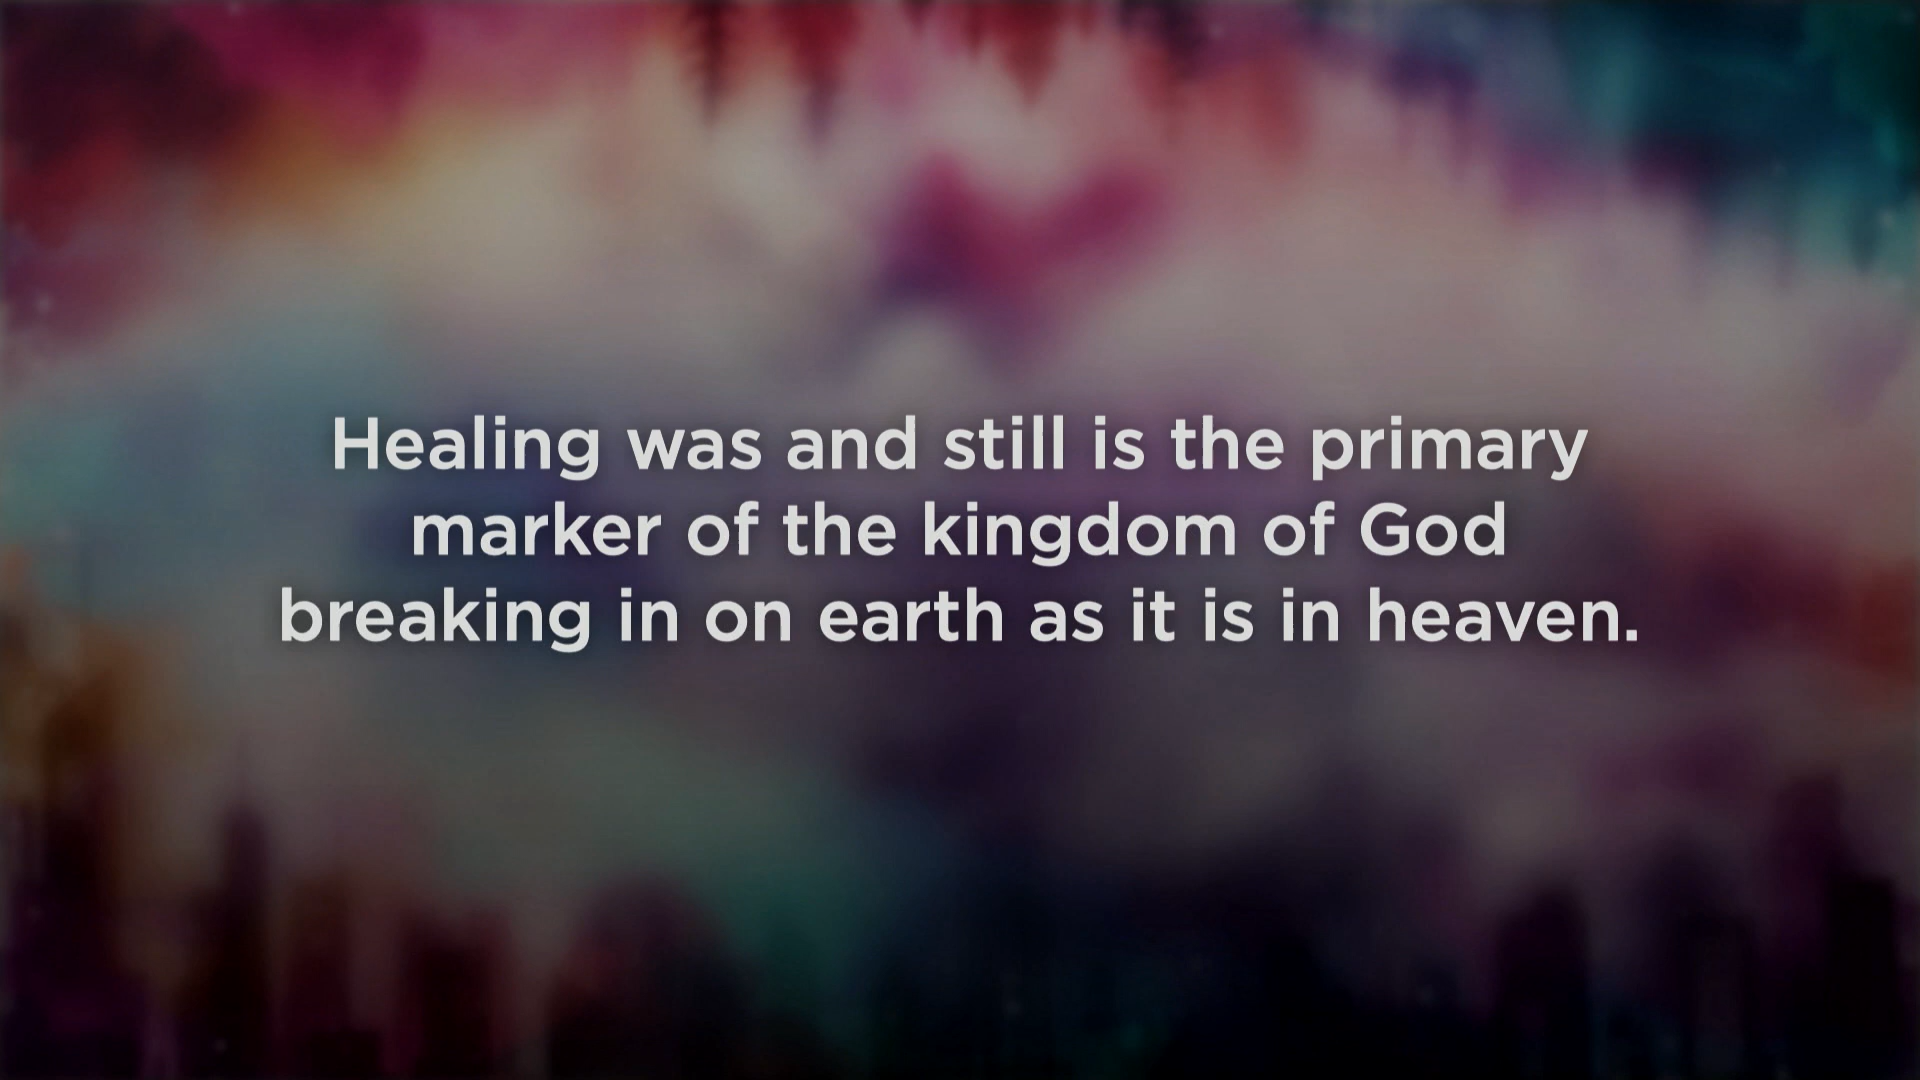 Healing was and still is the primary
marker of the kingdom of God
breaking in on earth as it is in heaven.